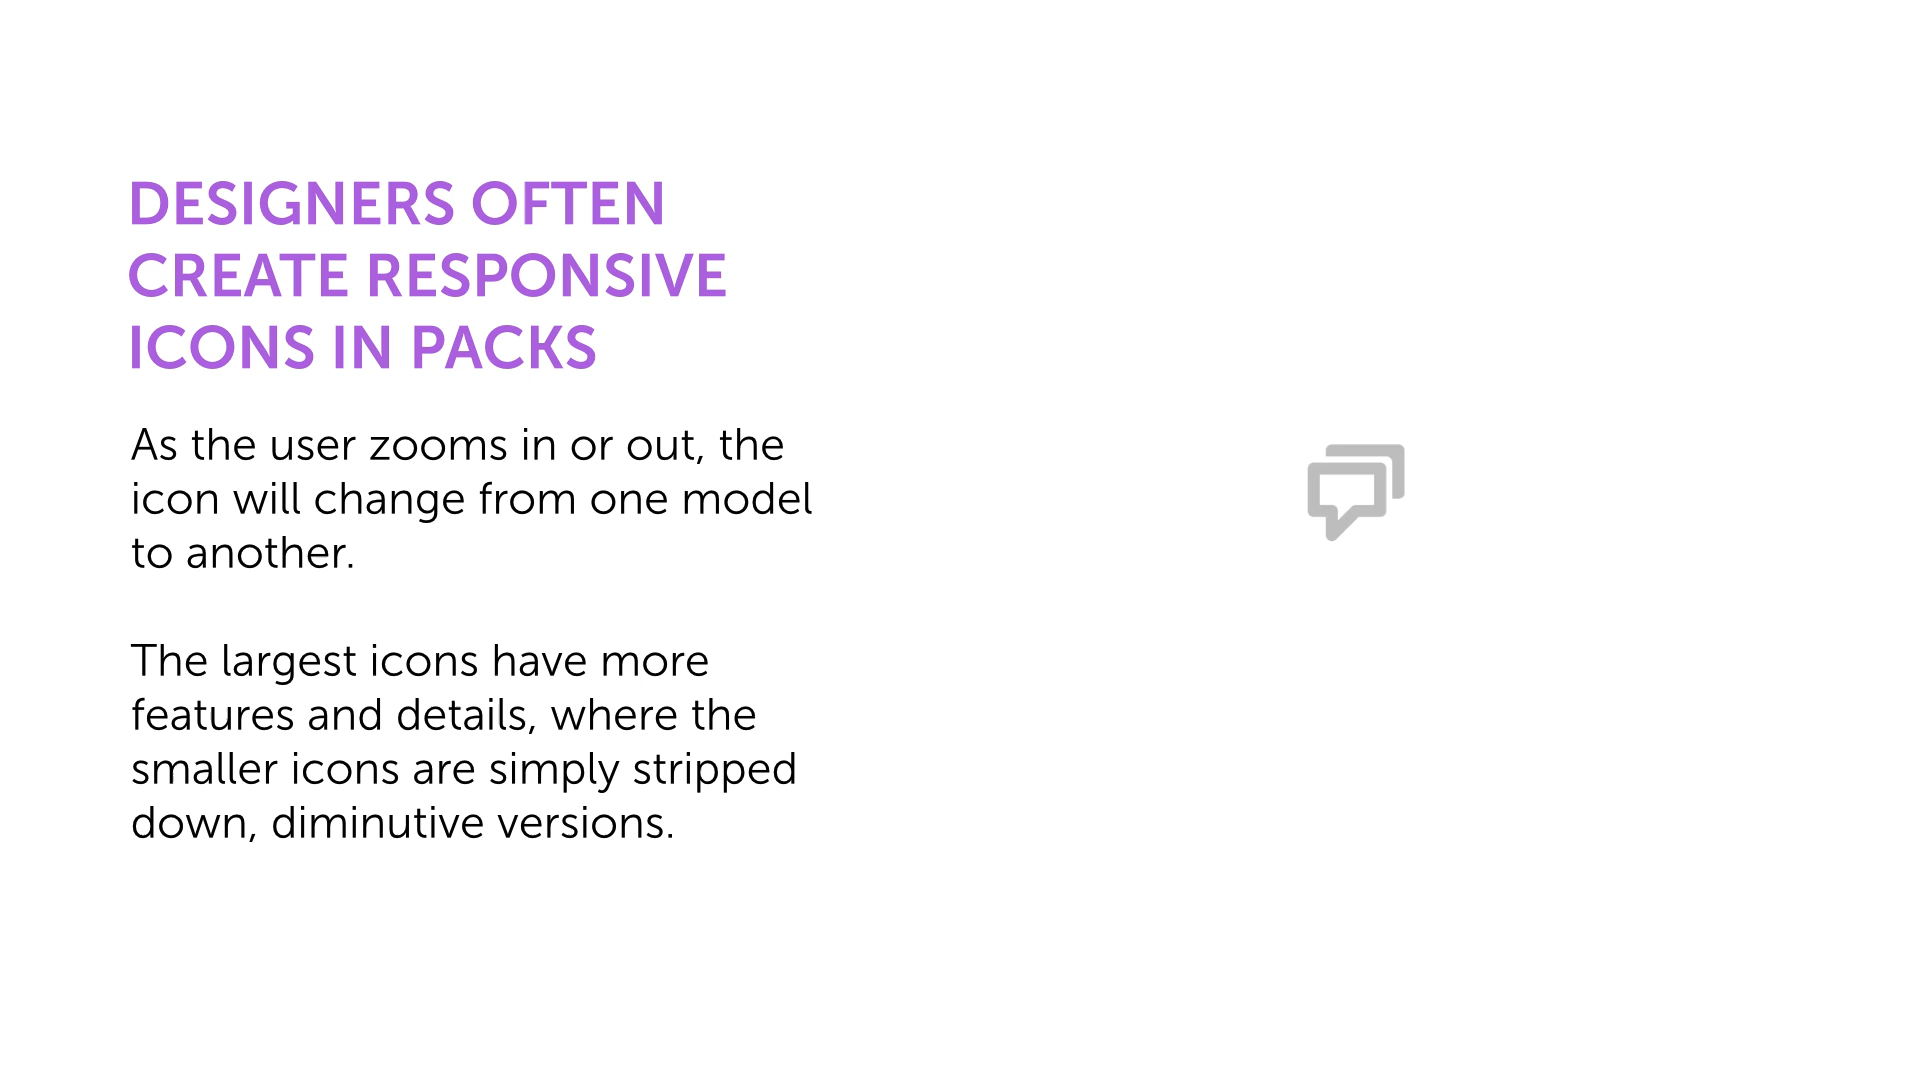 DESIGNERS OFTEN
CREATE RESPONSIVE
ICONS IN PACKS
As the user zooms in or out, the
icon will change from one model
to another.
The largest icons have more
features and details, where the
smaller icons are simply stripped
down, diminutive versions.